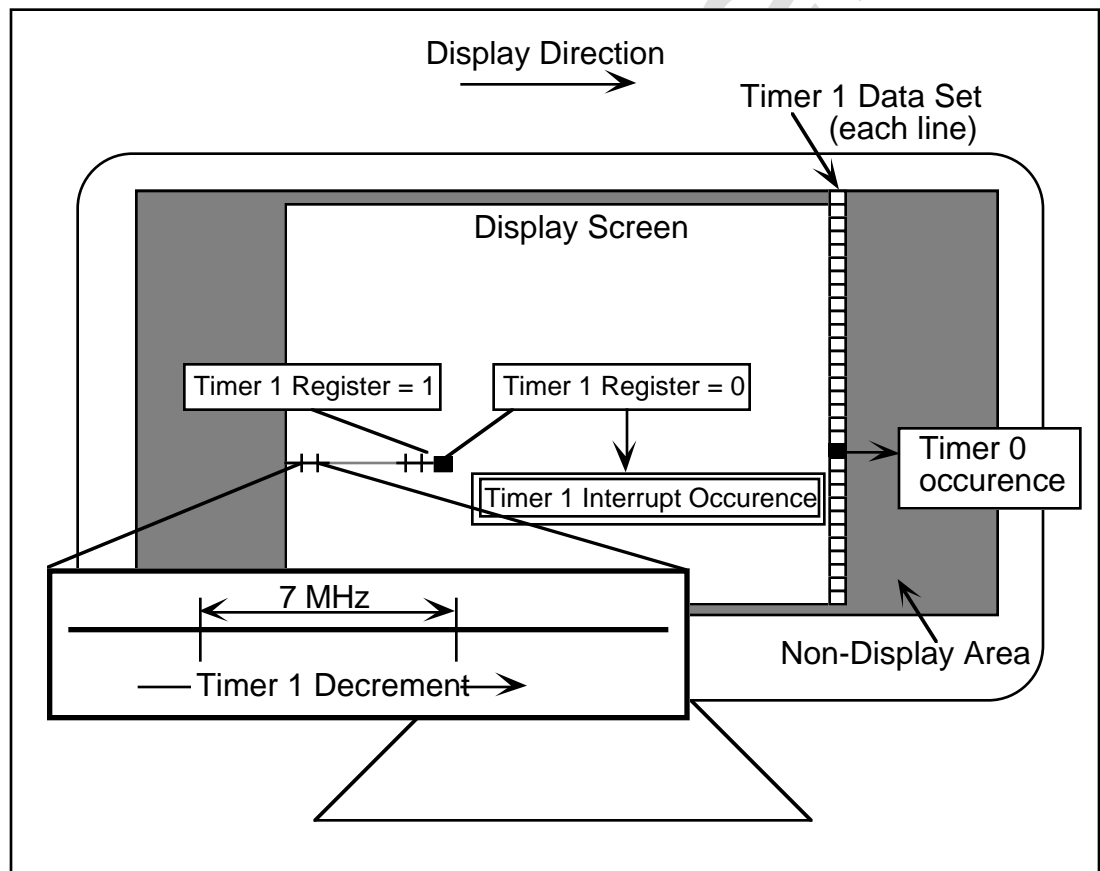 Display Direction
Timer 1 Data Set
(each line)
Display Screen
Timer 1 Register = 1
Timer 1 Register = 0
Timer 1 Interrupt Occurence
Timer 0
occurence
7 MHz
Timer 1 Decrement
Non-Display Area